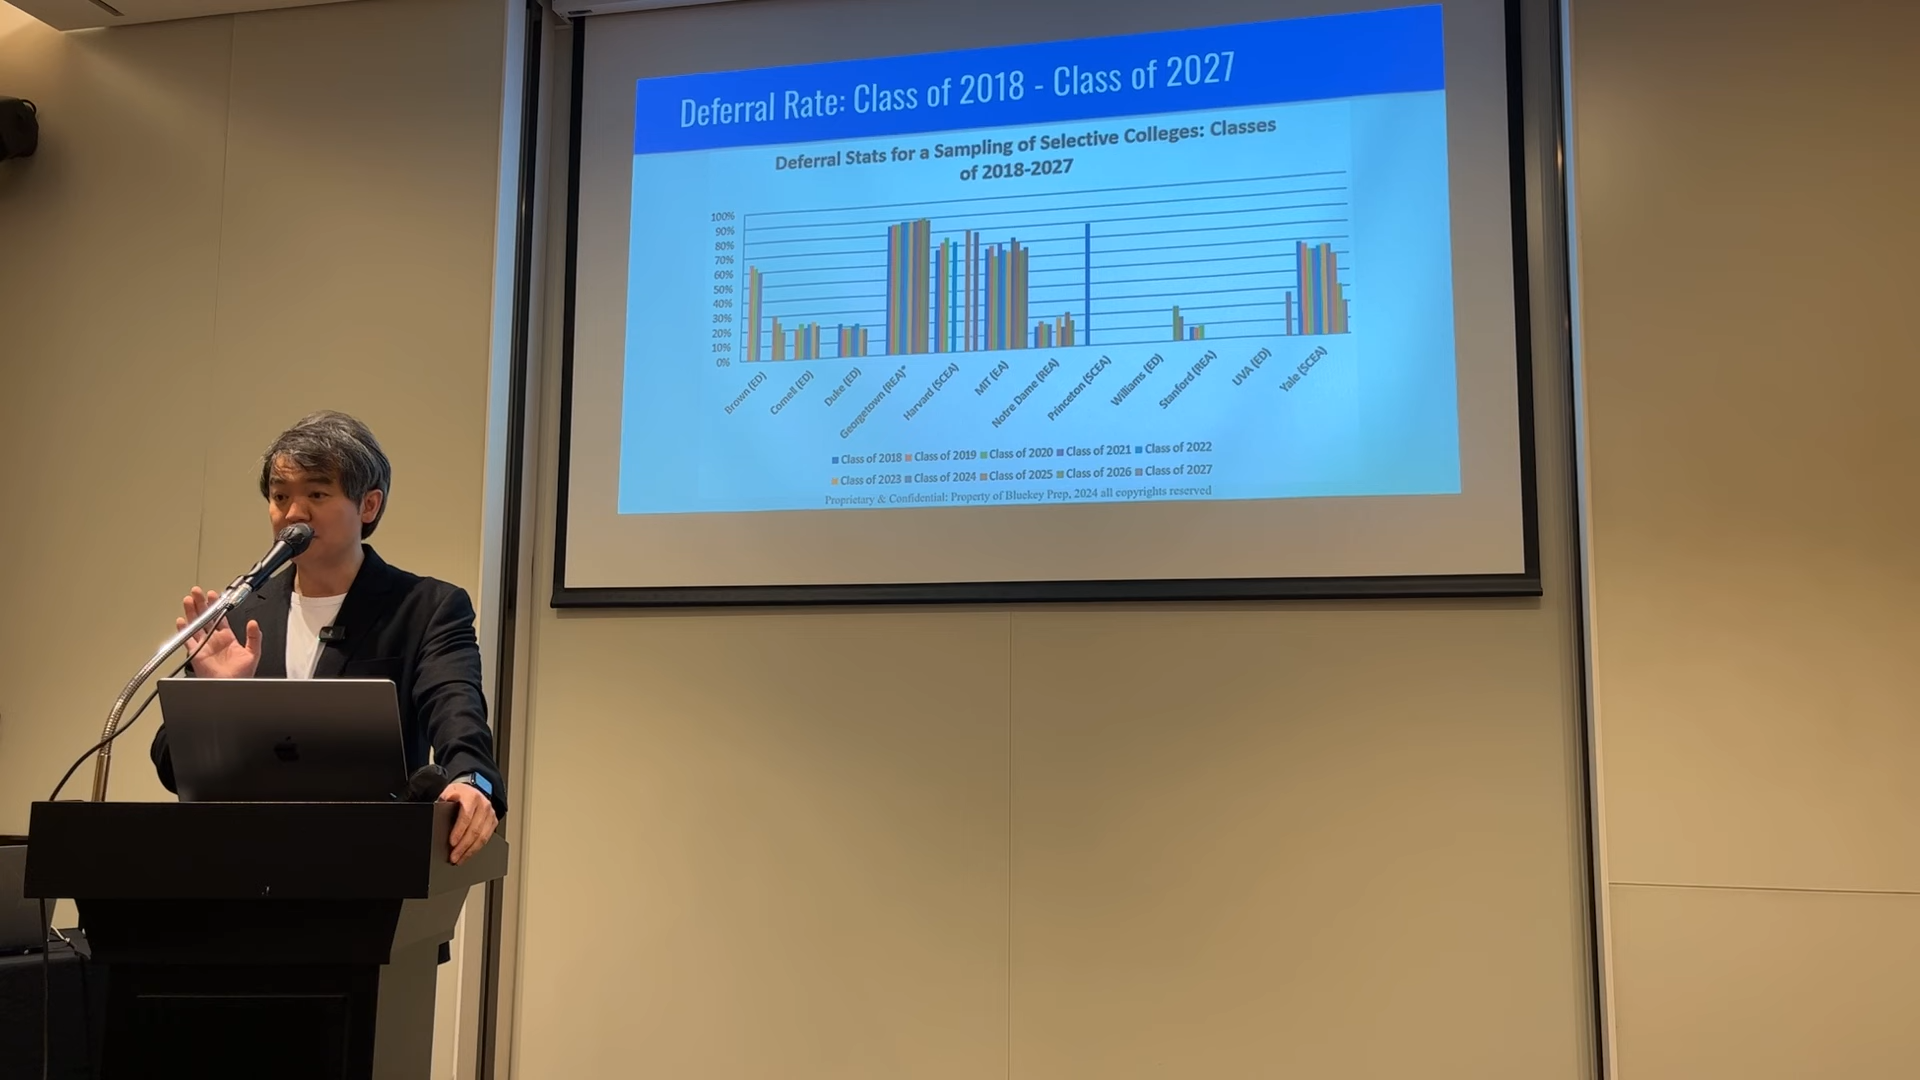 Deferral Rate: Class of 2018 - Class of 2027
Deferral Stats for a Sampling of Selective Colleges: Classes
of 2018-2027
100%
90%
80%
70%
60%
50%
40%
30%
20%
10%
0%
Brown (ED)
Cornell (ED)
Duke (ED)
Georgetown (REA)*
Harvard (SCEA)
MIT (EA)
Notre Dame (REA)
Princeton (SCEA)
Williams (ED)
Stanford (REA)
UVA (ED)
Yale (SCEA)
Class of 2018 Class of 2019 Class of 2020 Class of 2021 Class of 2022
Class of 2023 Class of 2024 Class of 2025 Class of 2026 Class of 2027
Proprietary & Confidential: Property of Bluekey Prep, 2024 all copyrights reserved